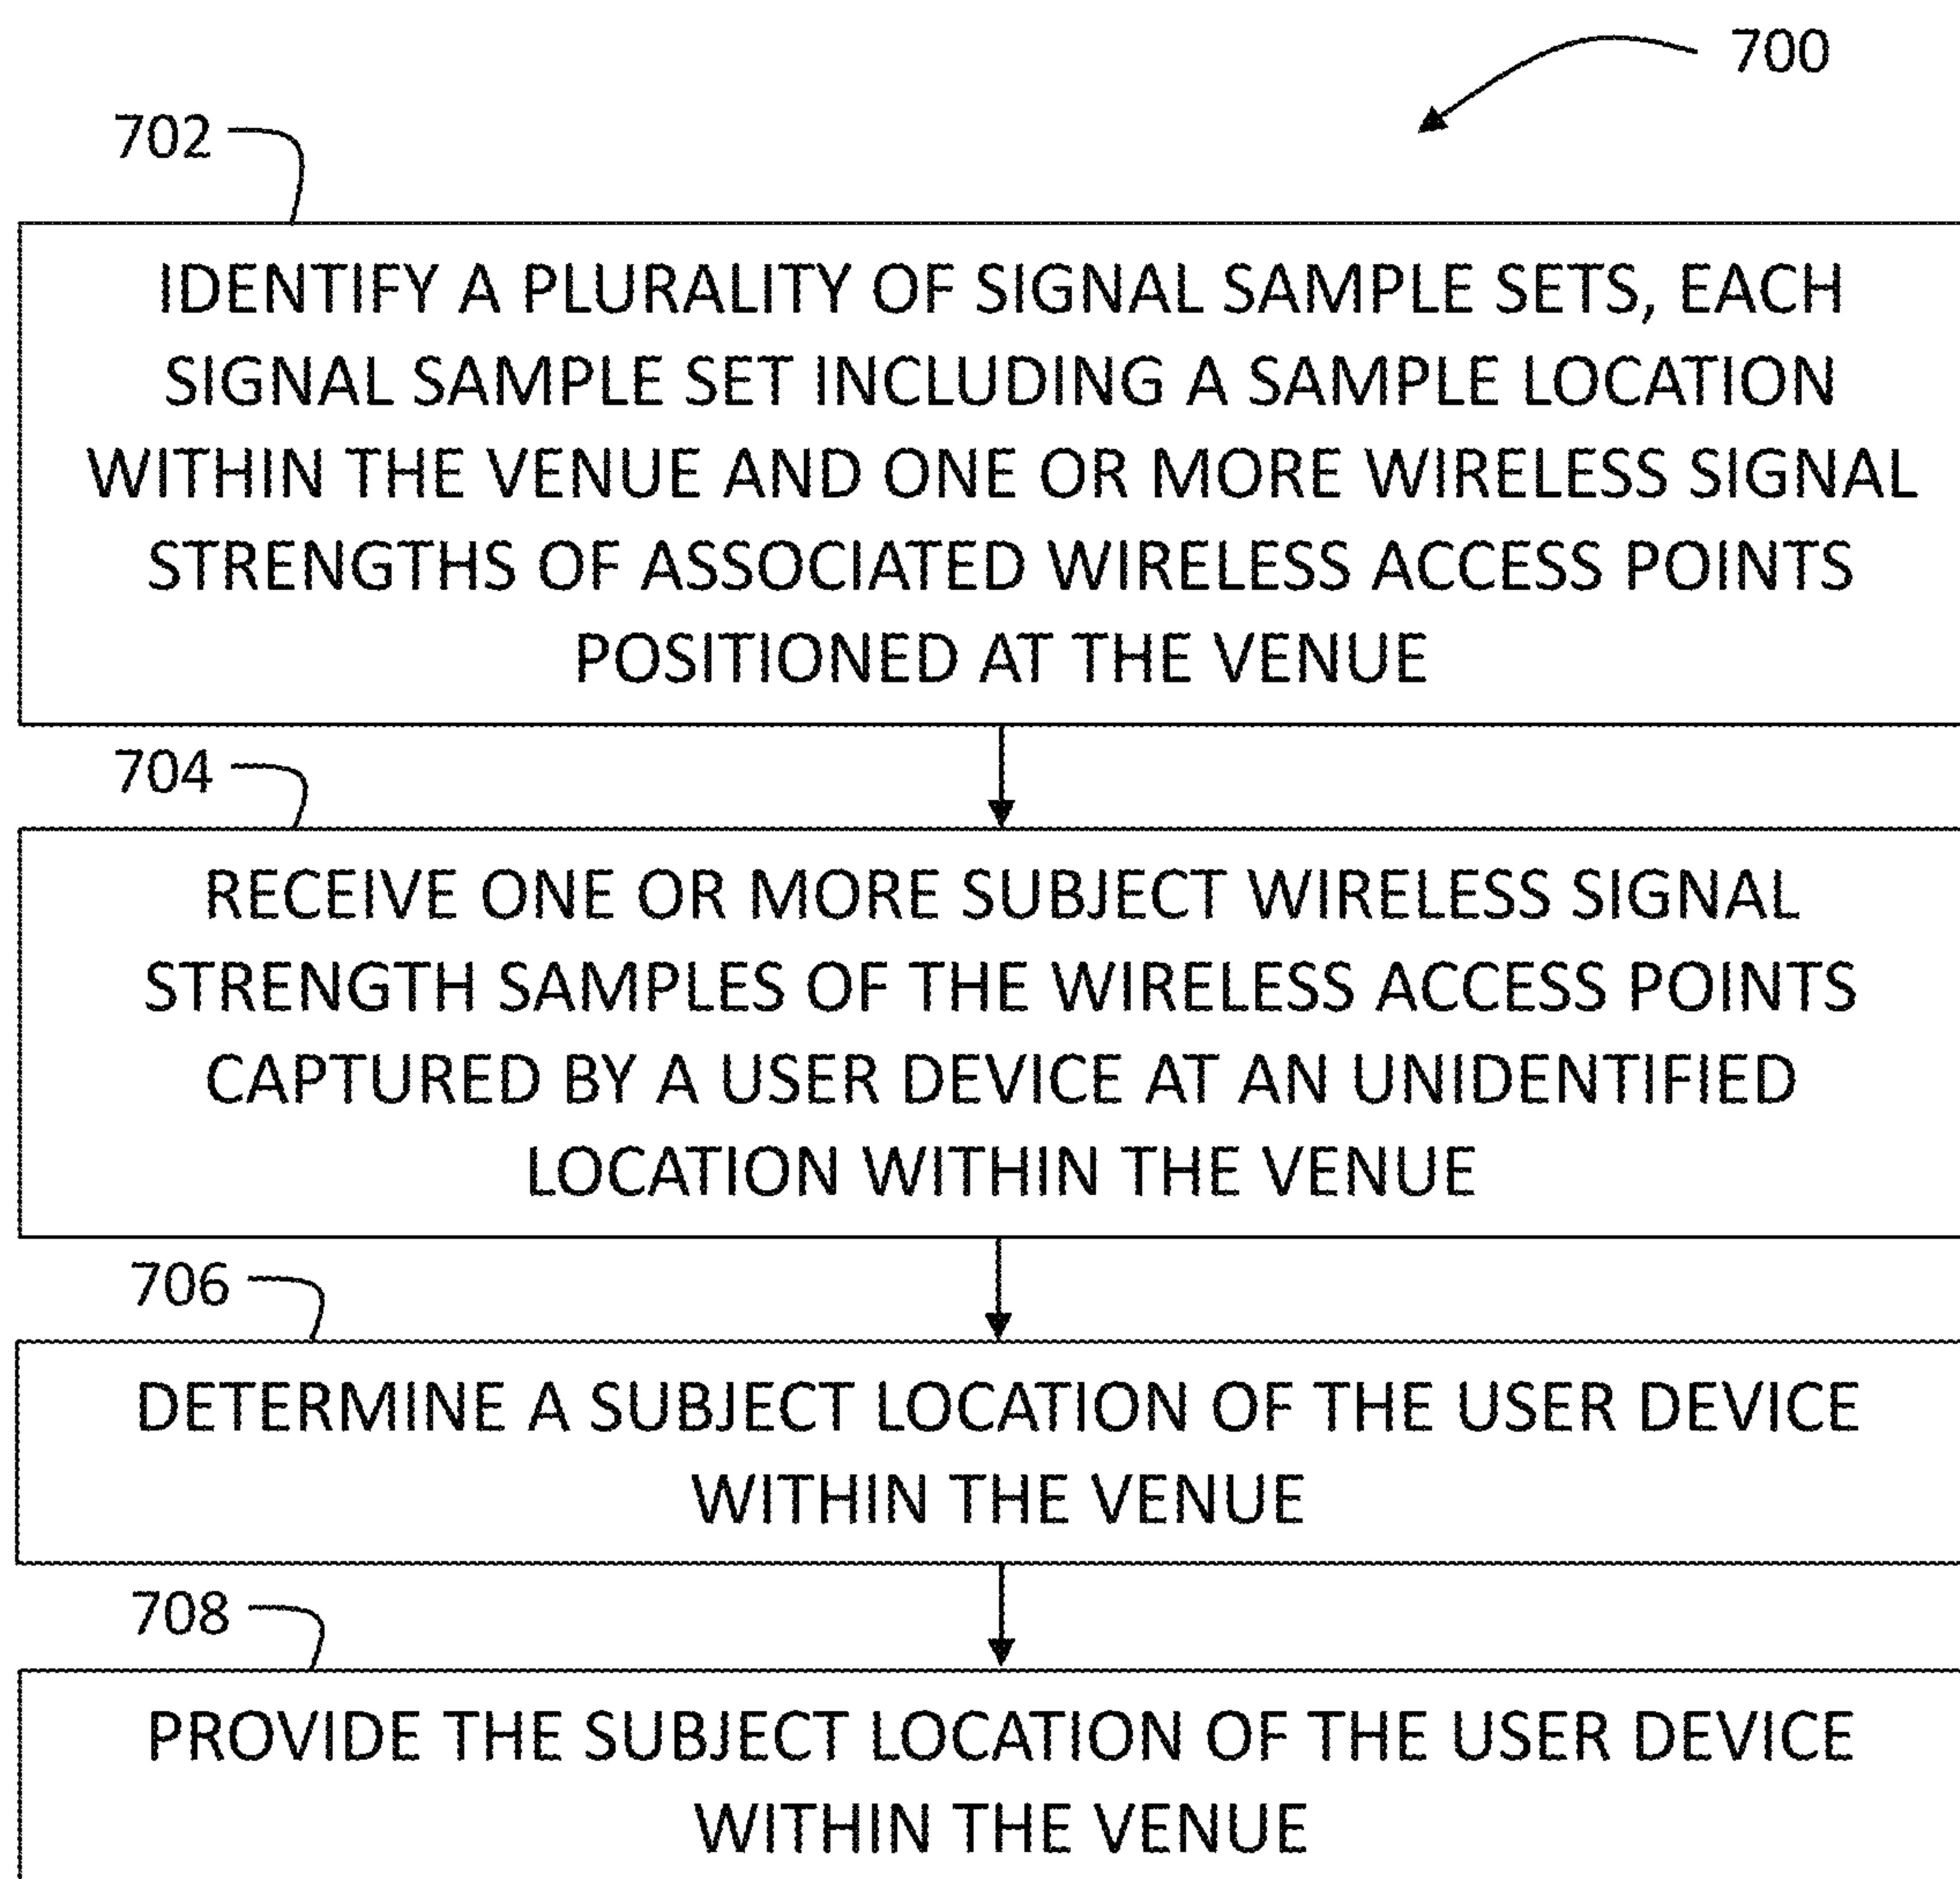 700
702
IDENTIFY A PLURALITY OF SIGNAL SAMPLE SETS, EACH
SIGNAL SAMPLE SET INCLUDING A SAMPLE LOCATION
WITHIN THE VENUE AND ONE OR MORE WIRELESS SIGNAL
STRENGTHS OF ASSOCIATED WIRELESS ACCESS POINTS
POSITIONED AT THE VENUE
704
RECEIVE ONE OR MORE SUBJECT WIRELESS SIGNAL
STRENGTH SAMPLES OF THE WIRELESS ACCESS POINTS
CAPTURED BY A USER DEVICE AT AN UNIDENTIFIED
LOCATION WITHIN THE VENUE
706
DETERMINE A SUBJECT LOCATION OF THE USER DEVICE
WITHIN THE VENUE
708
PROVIDE THE SUBJECT LOCATION OF THE USER DEVICE
WITHIN THE VENUE